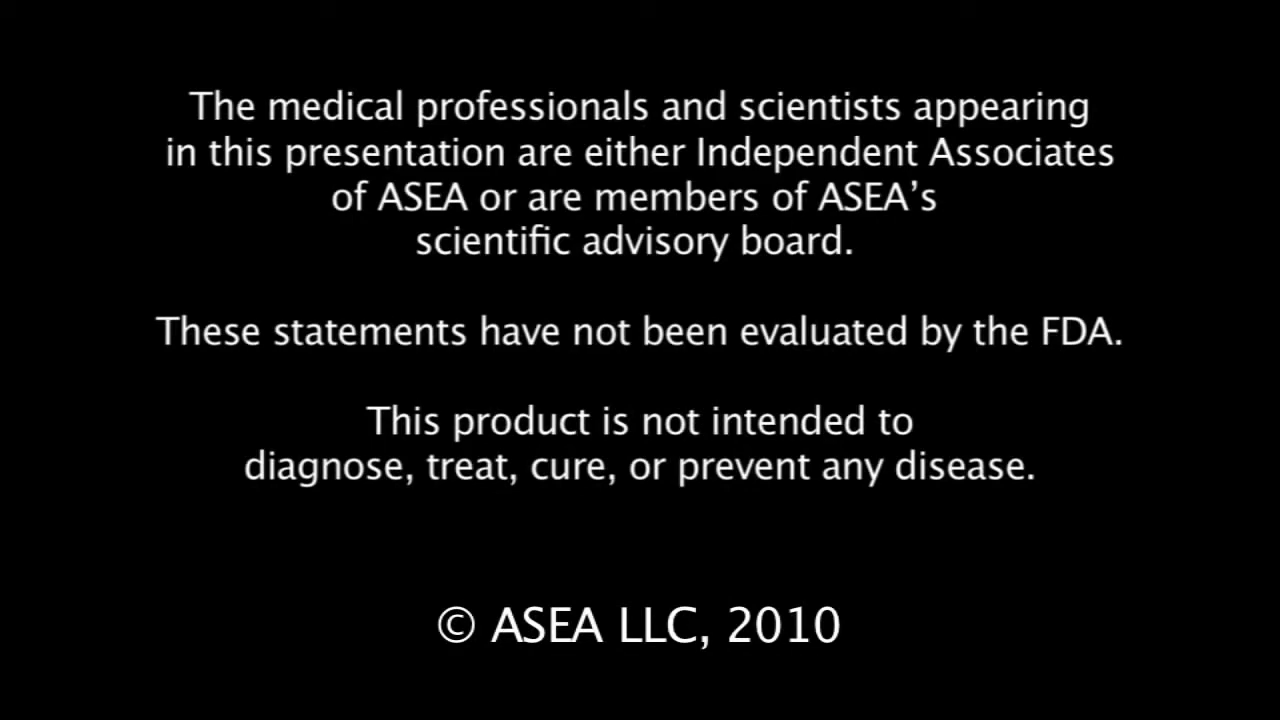 The medical professionals and scientists appearing
in this presentation are either Independent Associates
of ASEA or are members of ASEA’s
scientific advisory board.
These statements have not been evaluated by the FDA.
This product is not intended to
diagnose, treat, cure, or prevent any disease.
© ASEA LLC, 2010